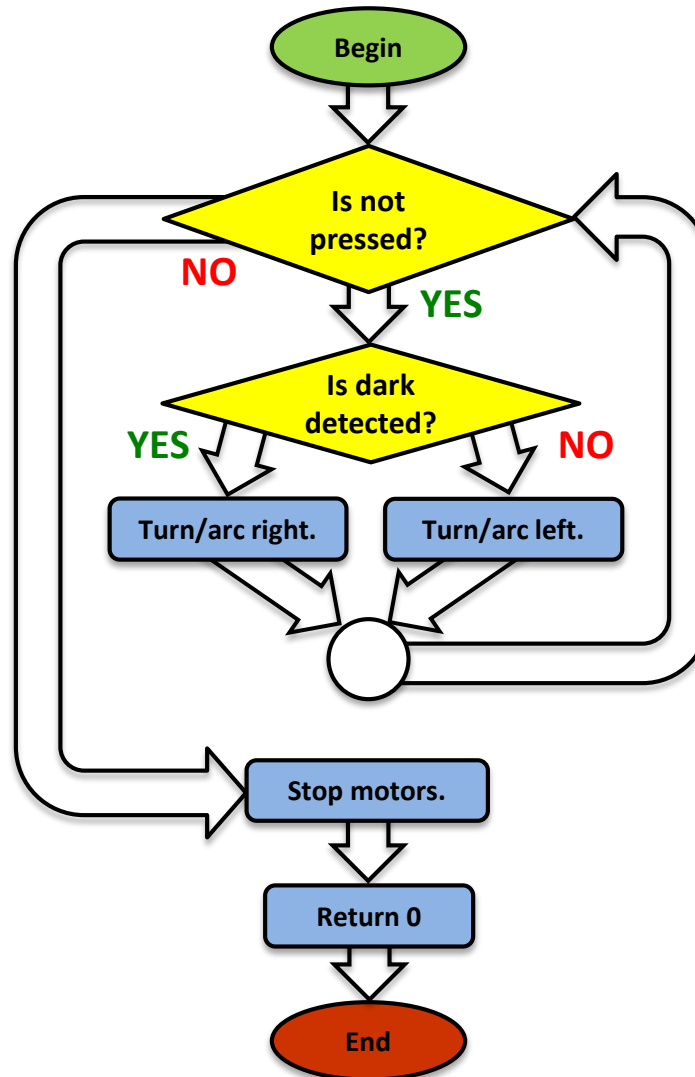 Begin
Is not
pressed?
NO
YES
Is dark
detected?
YES
NO
Turn/arc right.
Turn/arc left.
Stop motors.
Return 0
End